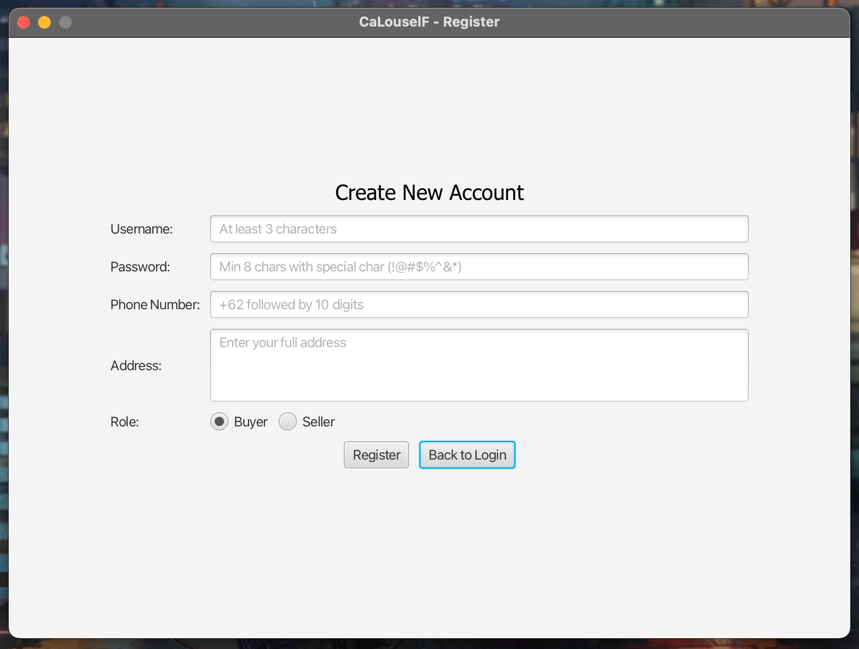 CaLouselF - Register
Create New Account
Username: At least 3 characters
Password: Min 8 chars with special char (!@#$%^&*)
Phone Number: +62 followed by 10 digits
Address: Enter your full address
Role: Buyer Seller
Register Back to Login